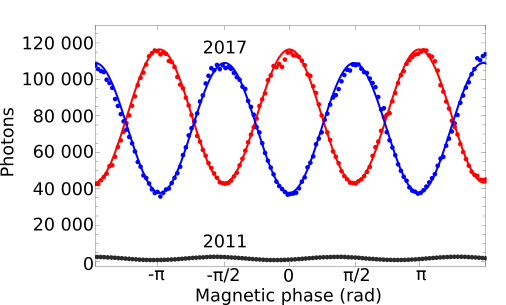 120 000
100 000
80 000
60 000
40 000
20 000
0
Photons
2017
2011
-π
-π/2
0
π/2
π
Magnetic phase (rad)